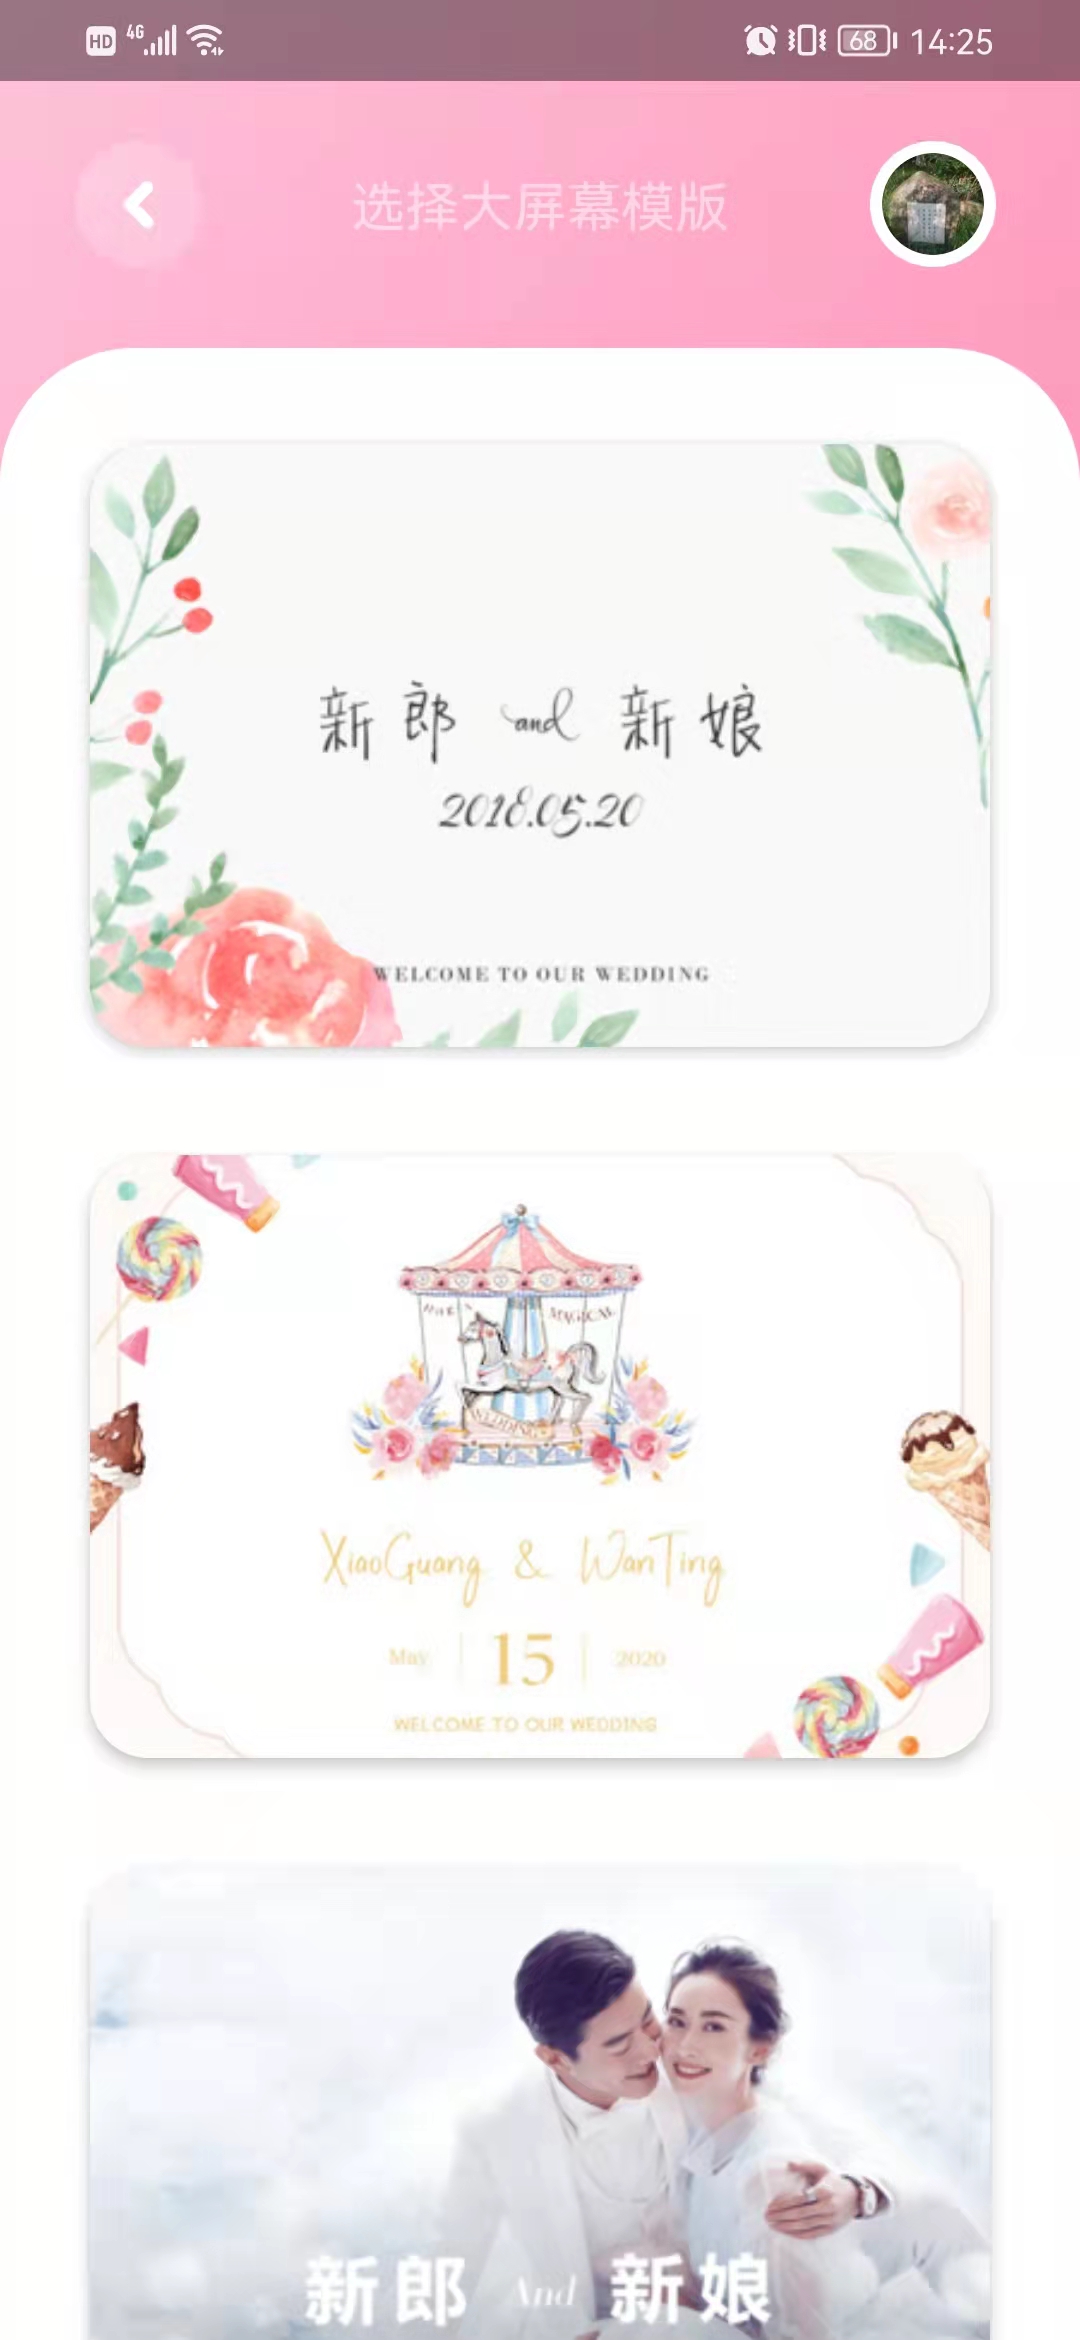 HD 4G 68 14:25
选择大屏幕模版
新郎 and 新娘
2018.05.20
WELCOME TO OUR WEDDING
MAGICAL
WEDDING
XiaoGuang & WanTing
May 15 2020
WELCOME TO OUR WEDDING
新郎 And 新娘